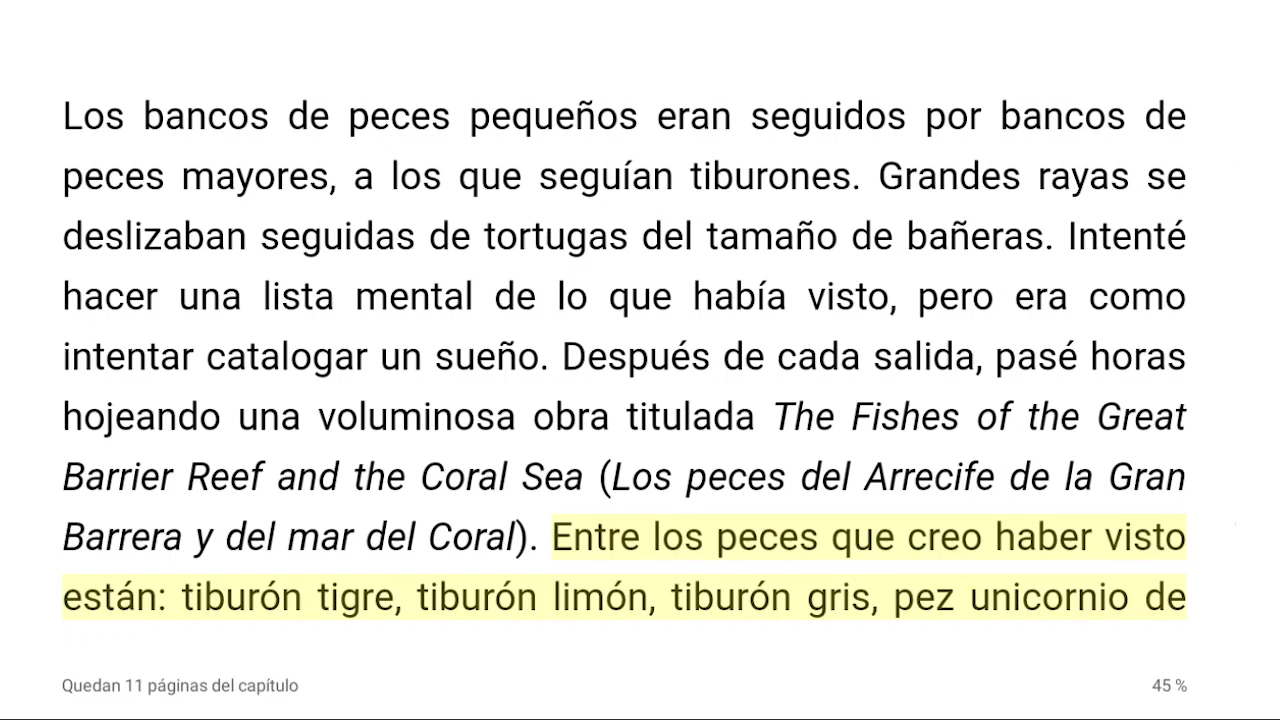 Los bancos de peces pequeños eran seguidos por bancos de
peces mayores, a los que seguían tiburones. Grandes rayas se
deslizaban seguidas de tortugas del tamaño de bañeras. Intenté
hacer una lista mental de lo que había visto, pero era como
intentar catalogar un sueño. Después de cada salida, pasé horas
hojeando una voluminosa obra titulada The Fishes of the Great
Barrier Reef and the Coral Sea (Los peces del Arrecife de la Gran
Barrera y del mar del Coral). Entre los peces que creo haber visto
están: tiburón tigre, tiburón limón, tiburón gris, pez unicornio de
Quedan 11 páginas del capítulo
45 %